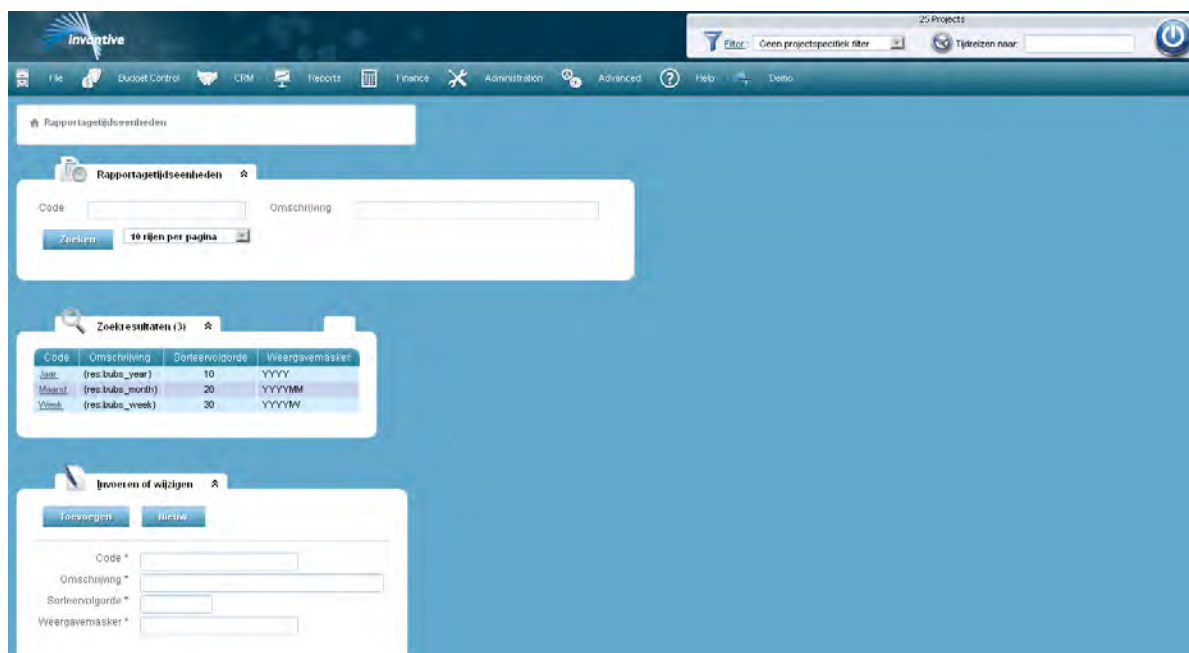 25 Projects
invantive
Filter: Geen projectspecifiek filter Tijdreizen naar:
File Budget Control CRM Reports Finance Administration Advanced Help Demo
Rapportagetijdseenheden
Rapportagetijdseenheden
Code Omschrijving
Zoeken 10 rijen per pagina
Zoekresultaten (3)
Code Omschrijving Sorteervolgorde Weergavemasker
Jaar {res:bubs_year} 10 YYYY
Maand {res:bubs_month} 20 YYYYMM
Week {res:bubs_week} 30 YYYYIW
Invoeren of wijzigen
Toevoegen Nieuw
Code *
Omschrijving *
Sorteervolgorde *
Weergavemasker *